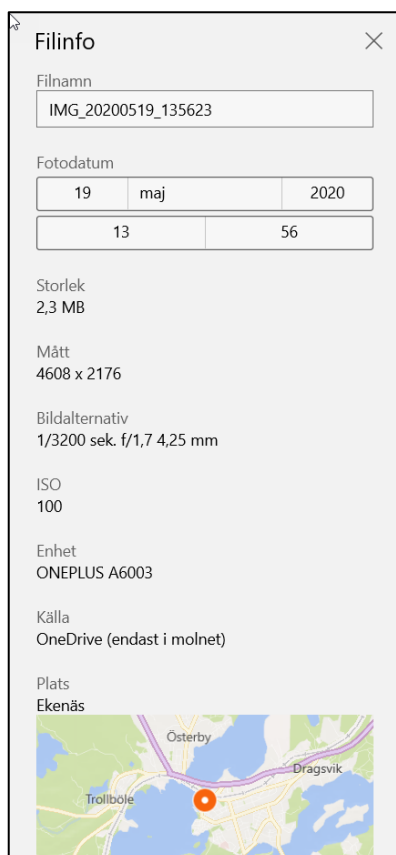 Filinfo
Filnamn
IMG_20200519_135623
Fotodatum
19 maj 2020
13 56
Storlek
2,3 MB
Mått
4608 x 2176
Bildalternativ
1/3200 sek. f/1,7 4,25 mm
ISO
100
Enhet
ONEPLUS A6003
Källa
OneDrive (endast i molnet)
Plats
Ekenäs
Österby
Dragsvik
Trollböle